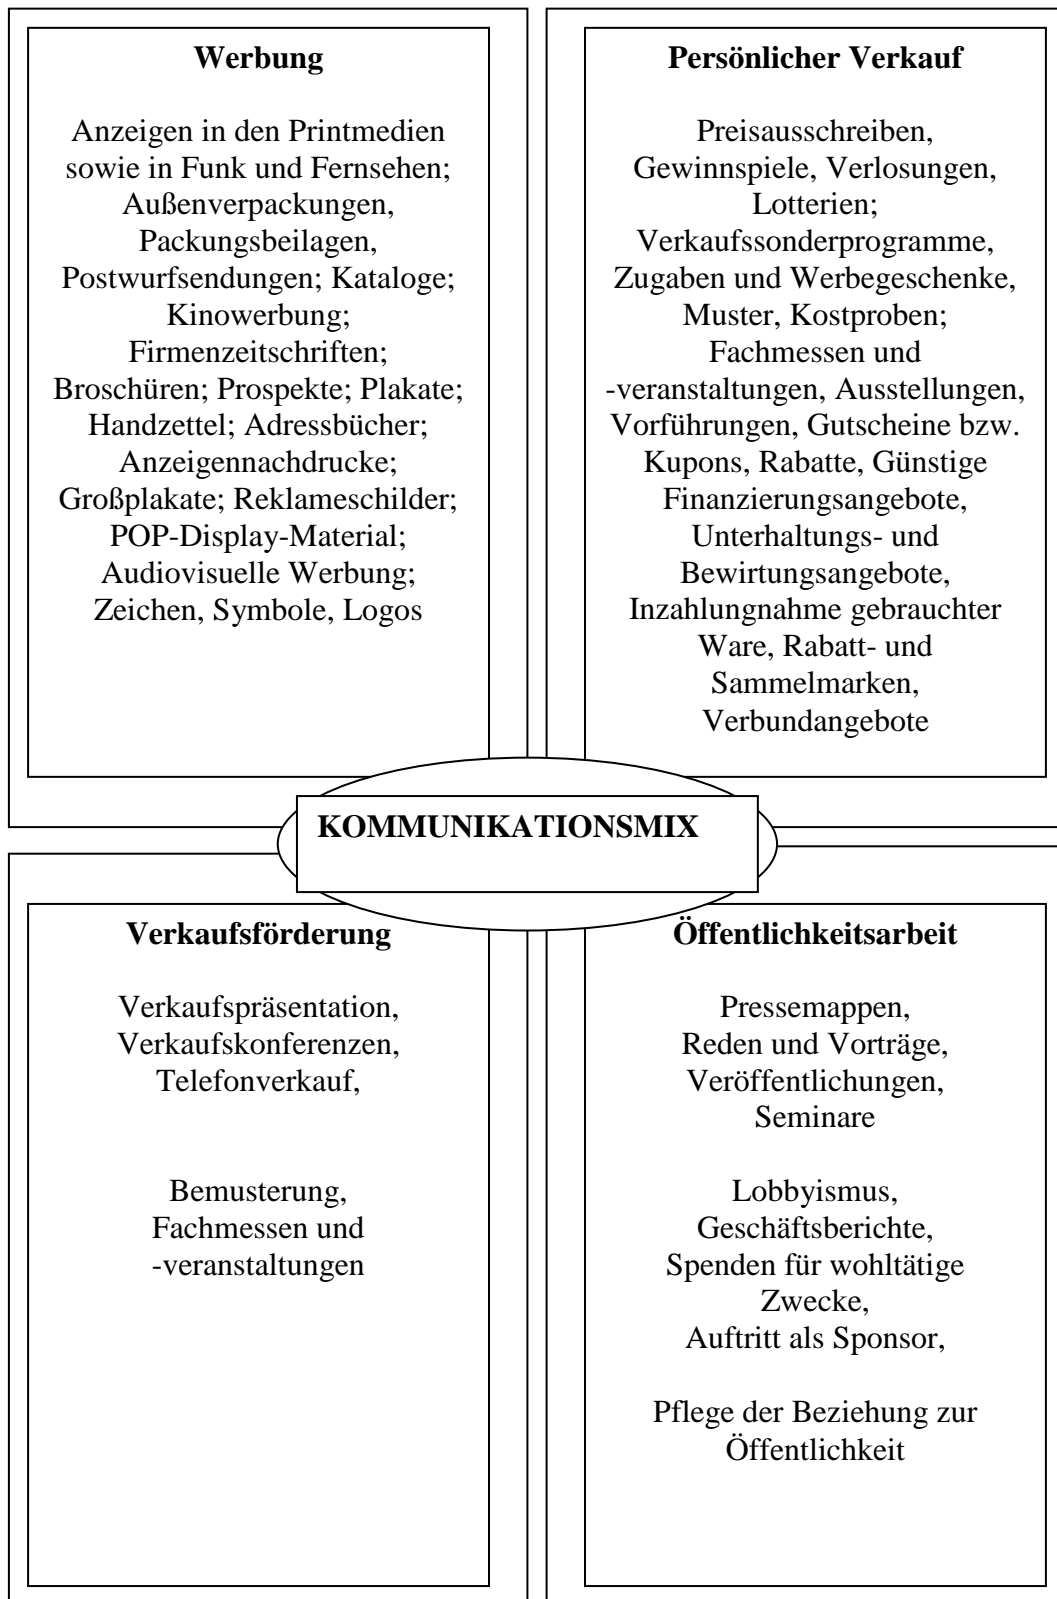 Werbung
Anzeigen in den Printmedien
sowie in Funk und Fernsehen;
Außenverpackungen,
Packungsbeilagen,
Postwurfsendungen; Kataloge;
Kinowerbung;
Firmenzeitschriften;
Broschüren; Prospekte; Plakate;
Handzettel; Adressbücher;
Anzeigennachdrucke;
Großplakate; Reklameschilder;
POP-Display-Material;
Audiovisuelle Werbung;
Zeichen, Symbole, Logos
Persönlicher Verkauf
Preisausschreiben,
Gewinnspiele, Verlosungen,
Lotterien;
Verkaufssonderprogramme,
Zugaben und Werbegeschenke,
Muster, Kostproben;
Fachmessen und
-veranstaltungen, Ausstellungen,
Vorführungen, Gutscheine bzw.
Kupons, Rabatte, Günstige
Finanzierungsangebote,
Unterhaltungs- und
Bewirtungsangebote,
Inzahlungnahme gebrauchter
Ware, Rabatt- und
Sammelmarken,
Verbundangebote
KOMMUNIKATIONSMIX
Verkaufsförderung
Verkaufspräsentation,
Verkaufskonferenzen,
Telefonverkauf,
Bemusterung,
Fachmessen und
-veranstaltungen
Öffentlichkeitsarbeit
Pressemappen,
Reden und Vorträge,
Veröffentlichungen,
Seminare
Lobbyismus,
Geschäftsberichte,
Spenden für wohltätige
Zwecke,
Auftritt als Sponsor,
Pflege der Beziehung zur
Öffentlichkeit